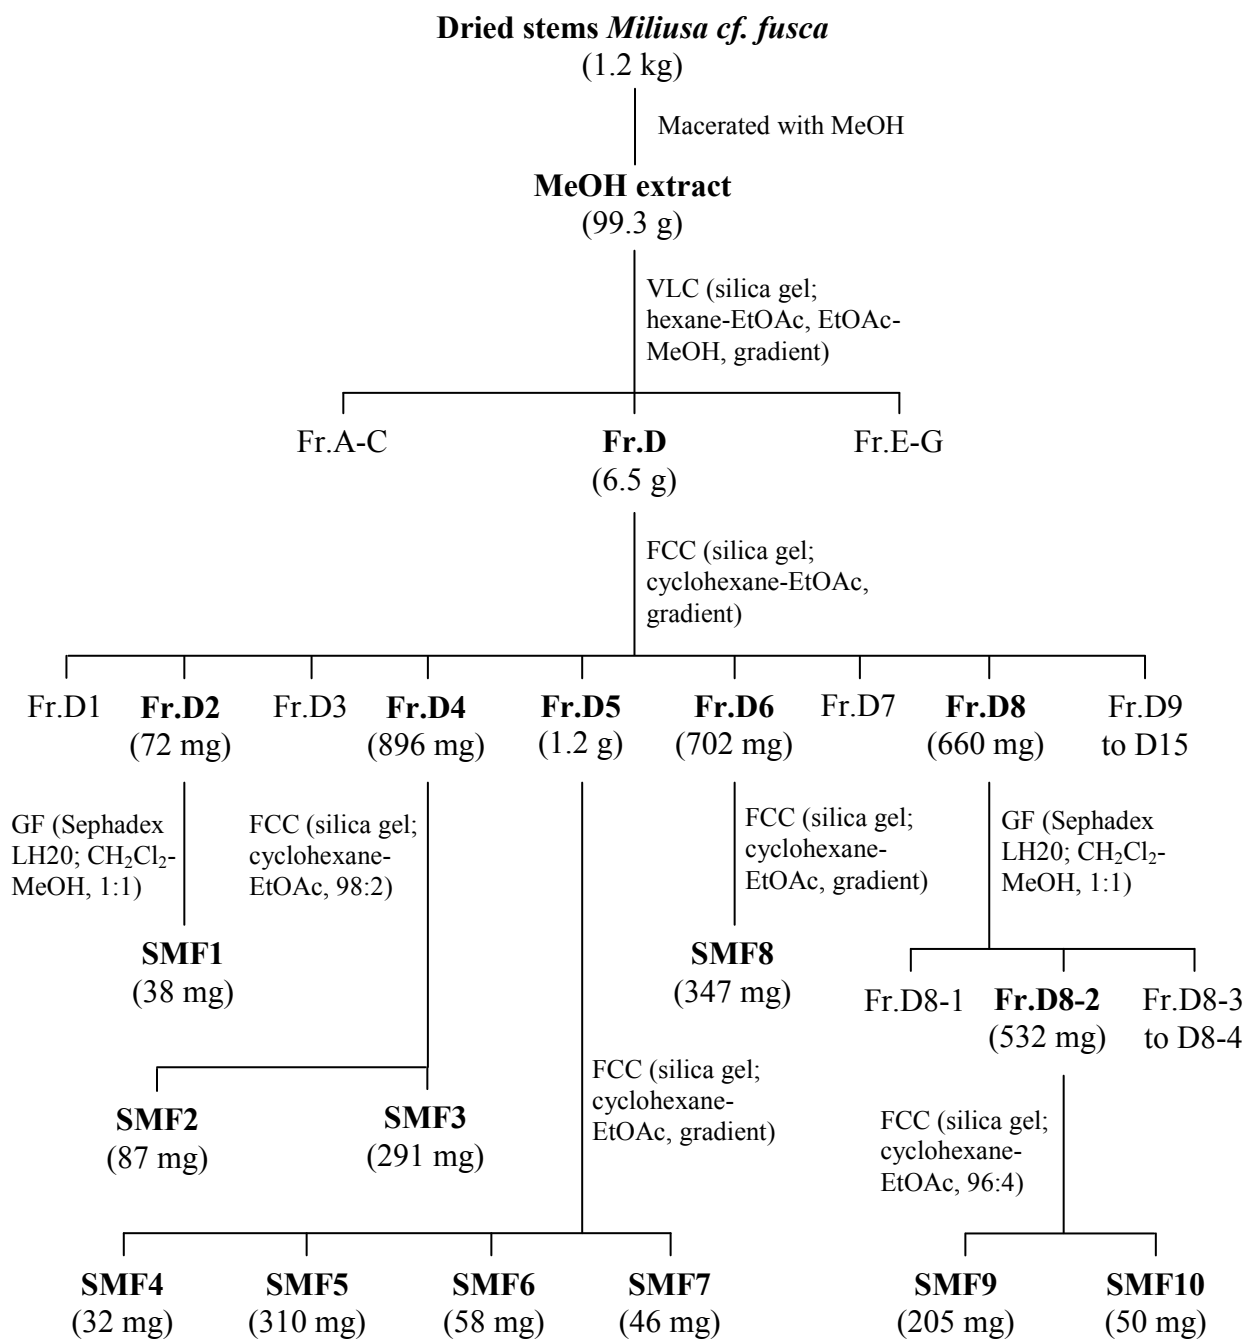 Dried stems Miliusa cf. fusca
(1.2 kg)
Macerated with MeOH
MeOH extract
(99.3 g)
VLC (silica gel;
hexane-EtOAc, EtOAc-
MeOH, gradient)
Fr.A-C
Fr.D
(6.5 g)
Fr.E-G
FCC (silica gel;
cyclohexane-EtOAc,
gradient)
Fr.D1
Fr.D2
(72 mg)
Fr.D3
Fr.D4
(896 mg)
Fr.D5
(1.2 g)
Fr.D6
(702 mg)
Fr.D7
Fr.D8
(660 mg)
Fr.D9
to D15
GF (Sephadex
LH20; CH₂Cl₂-
MeOH, 1:1)
FCC (silica gel;
cyclohexane-
EtOAc, 98:2)
FCC (silica gel;
cyclohexane-
EtOAc, gradient)
GF (Sephadex
LH20; CH₂Cl₂-
MeOH, 1:1)
SMF1
(38 mg)
SMF8
(347 mg)
Fr.D8-1
Fr.D8-2
(532 mg)
Fr.D8-3
to D8-4
SMF2
(87 mg)
SMF3
(291 mg)
FCC (silica gel;
cyclohexane-
EtOAc, gradient)
FCC (silica gel;
cyclohexane-
EtOAc, 96:4)
SMF4
(32 mg)
SMF5
(310 mg)
SMF6
(58 mg)
SMF7
(46 mg)
SMF9
(205 mg)
SMF10
(50 mg)